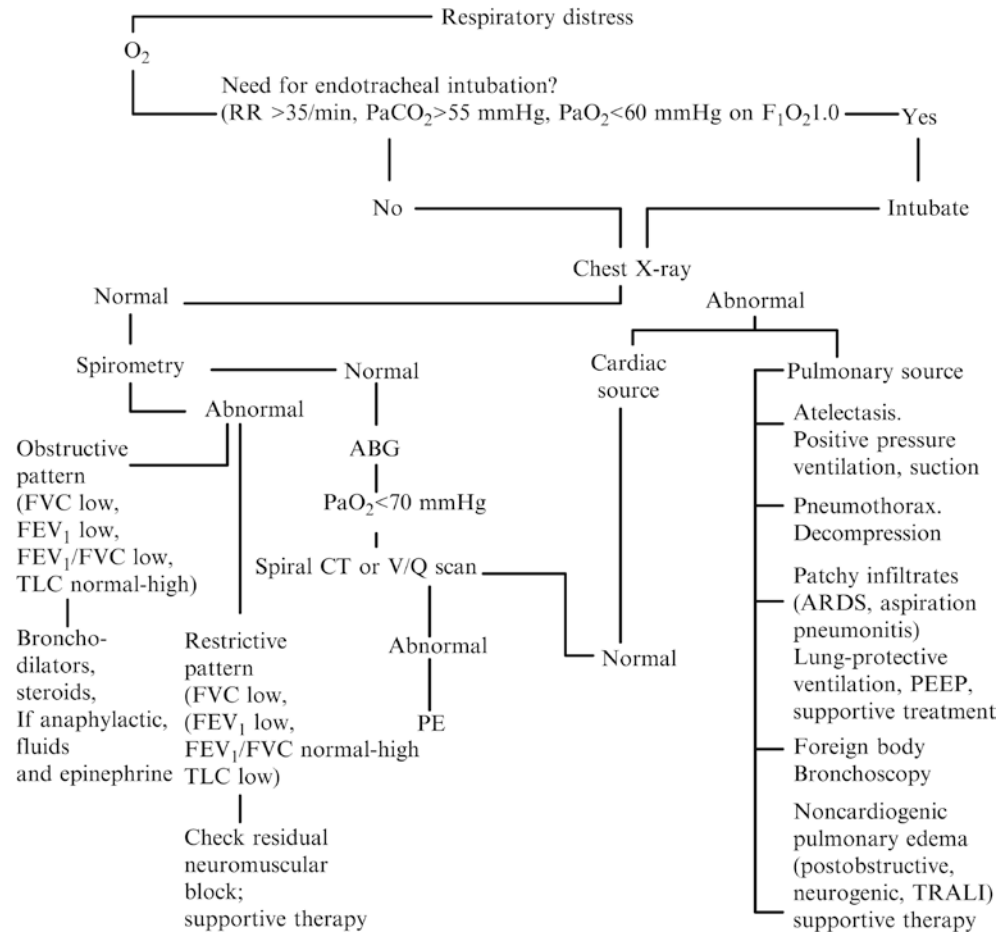 Respiratory distress
O₂
Need for endotracheal intubation?
(RR >35/min, PaCO₂>55 mmHg, PaO₂<60 mmHg on F₁O₂1.0
Yes
No
Intubate
Chest X-ray
Normal
Abnormal
Spirometry
Normal
Cardiac
source
Pulmonary source
Abnormal
Obstructive
pattern
(FVC low,
FEV₁ low,
FEV₁/FVC low,
TLC normal-high)
ABG
PaO₂<70 mmHg
Spiral CT or V/Q scan
Atelectasis.
Positive pressure
ventilation, suction
Pneumothorax.
Decompression
Patchy infiltrates
(ARDS, aspiration
pneumonitis)
Lung-protective
ventilation, PEEP,
supportive treatment
Broncho-
dilators,
steroids,
If anaphylactic,
fluids
and epinephrine
Restrictive
pattern
(FVC low,
(FEV₁ low,
FEV₁/FVC normal-high
TLC low)
Abnormal
Normal
PE
Foreign body
Bronchoscopy
Check residual
neuromuscular
block;
supportive therapy
Noncardiogenic
pulmonary edema
(postobstructive,
neurogenic, TRALI)
supportive therapy